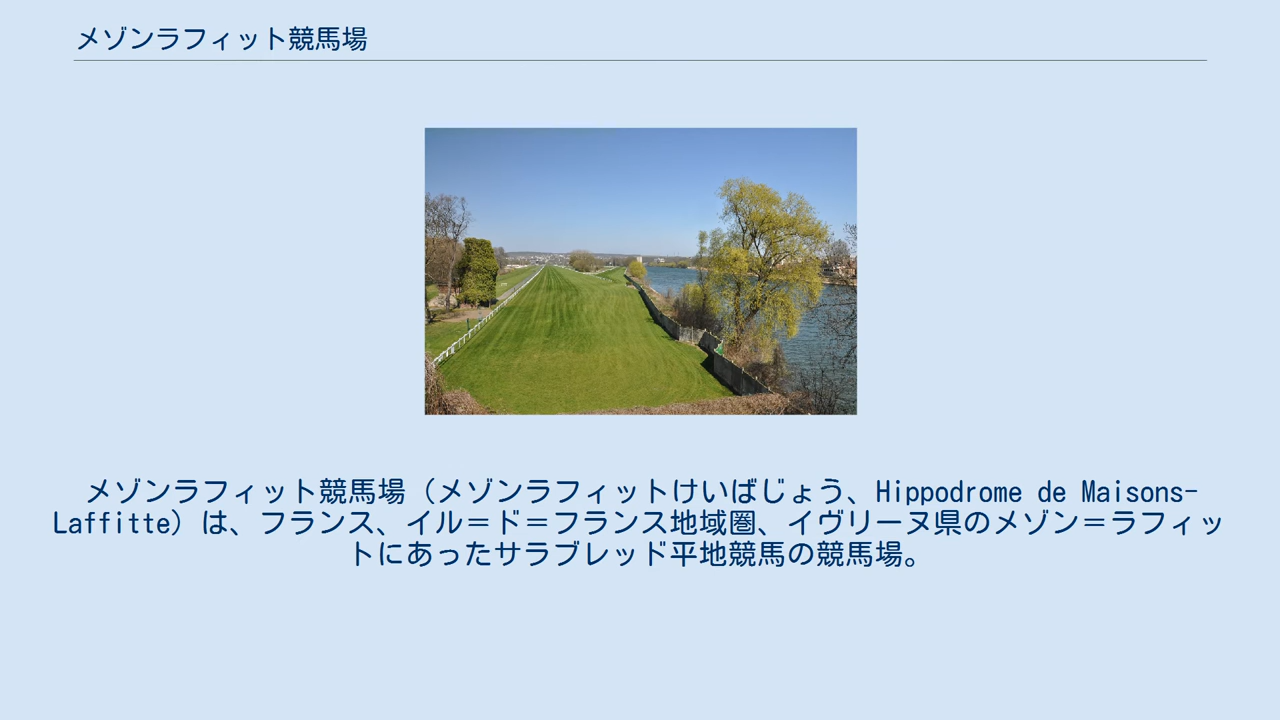 メゾンラフィット競馬場
メゾンラフィット競馬場（メゾンラフィットけいばじょう、Hippodrome de Maisons-
Laffitte）は、フランス、イル＝ド＝フランス地域圏、イヴリーヌ県のメゾン＝ラフィッ
トにあったサラブレッド平地競馬の競馬場。